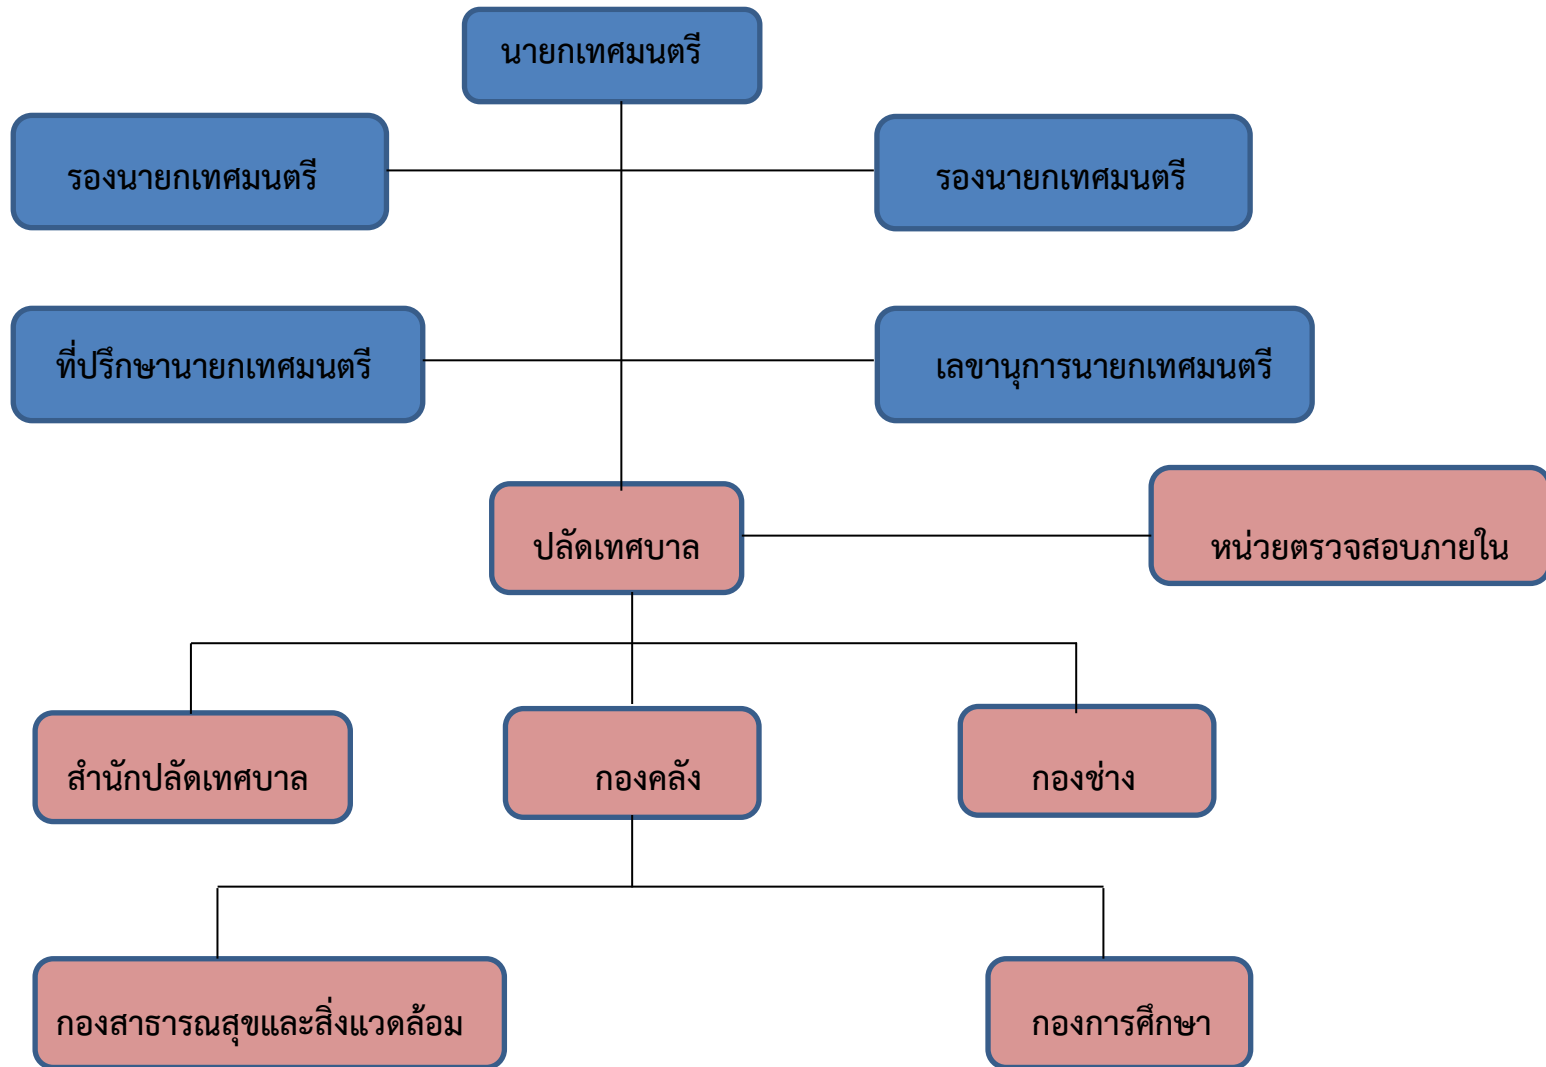 นายกเทศมนตรี
รองนายกเทศมนตรี
รองนายกเทศมนตรี
ที่ปรึกษานายกเทศมนตรี
เลขานุการนายกเทศมนตรี
ปลัดเทศบาล
หน่วยตรวจสอบภายใน
สำนักปลัดเทศบาล
กองคลัง
กองช่าง
กองสาธารณสุขและสิ่งแวดล้อม
กองการศึกษา